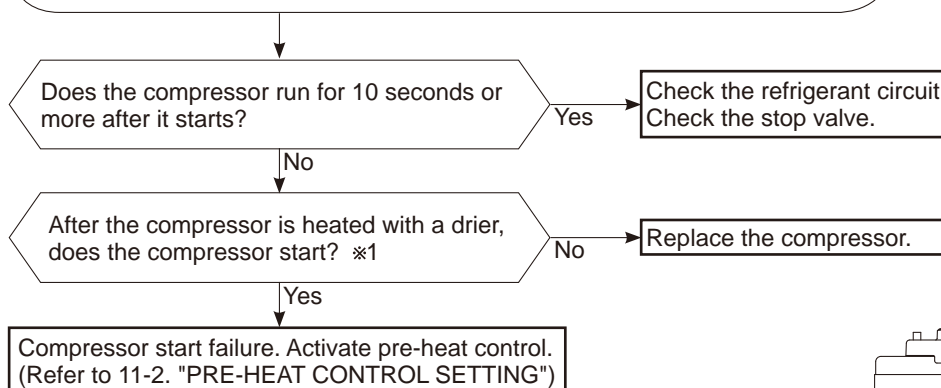 Does the compressor run for 10 seconds or
more after it starts?
Yes
Check the refrigerant circuit
Check the stop valve.
No
After the compressor is heated with a drier,
does the compressor start? ※1
No
Replace the compressor.
Yes
Compressor start failure. Activate pre-heat control.
(Refer to 11-2. "PRE-HEAT CONTROL SETTING")